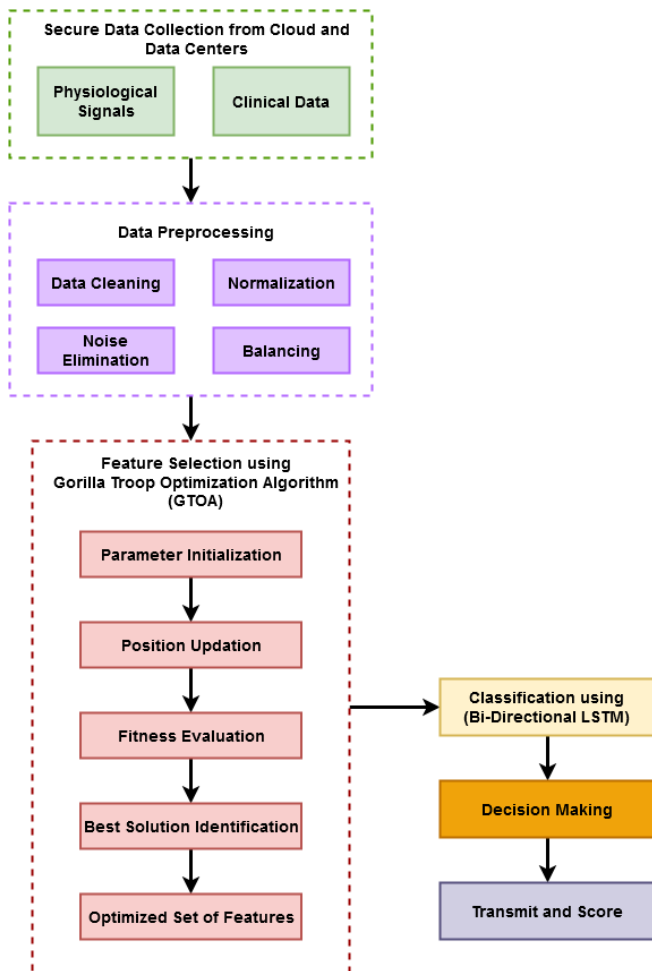 Secure Data Collection from Cloud and
Data Centers
Physiological
Signals
Clinical Data
Data Preprocessing
Data Cleaning
Normalization
Noise
Elimination
Balancing
Feature Selection using
Gorilla Troop Optimization Algorithm
(GTOA)
Parameter Initialization
Position Updation
Fitness Evaluation
Best Solution Identification
Optimized Set of Features
Classification using
(Bi-Directional LSTM)
Decision Making
Transmit and Score